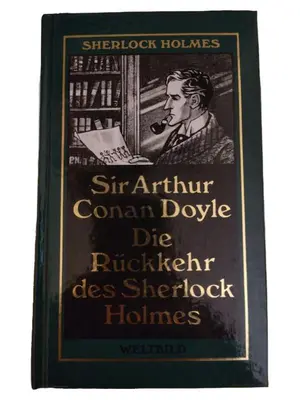 SHERLOCK HOLMES
Sir Arthur
Conan Doyle
Die
Rückkehr
des Sherlock
Holmes
WELTBILD